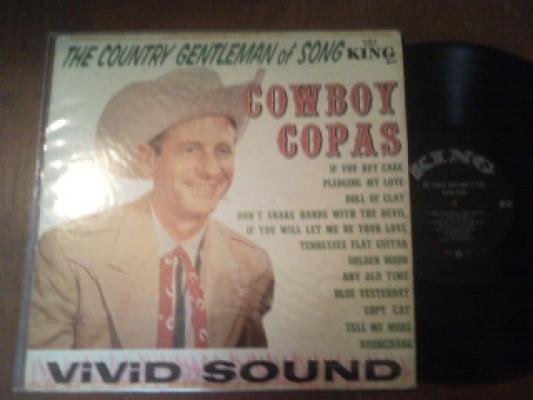 THE COUNTRY GENTLEMAN of SONG
KING
COWBOY
COPAS
IF YOU BUT CARE
PLEDGING MY LOVE
DOLL OF CLAY
DON'T SHAKE HANDS WITH THE DEVIL
IF YOU WILL LET ME BE YOUR LOVE
TENNESSEE FLAT GUITAR
GOLDEN MOON
ANY OLD TIME
BLUE YESTERDAY
COPY CAT
TELL ME MORE
BOOMERANG
ViViD SOUND
KING